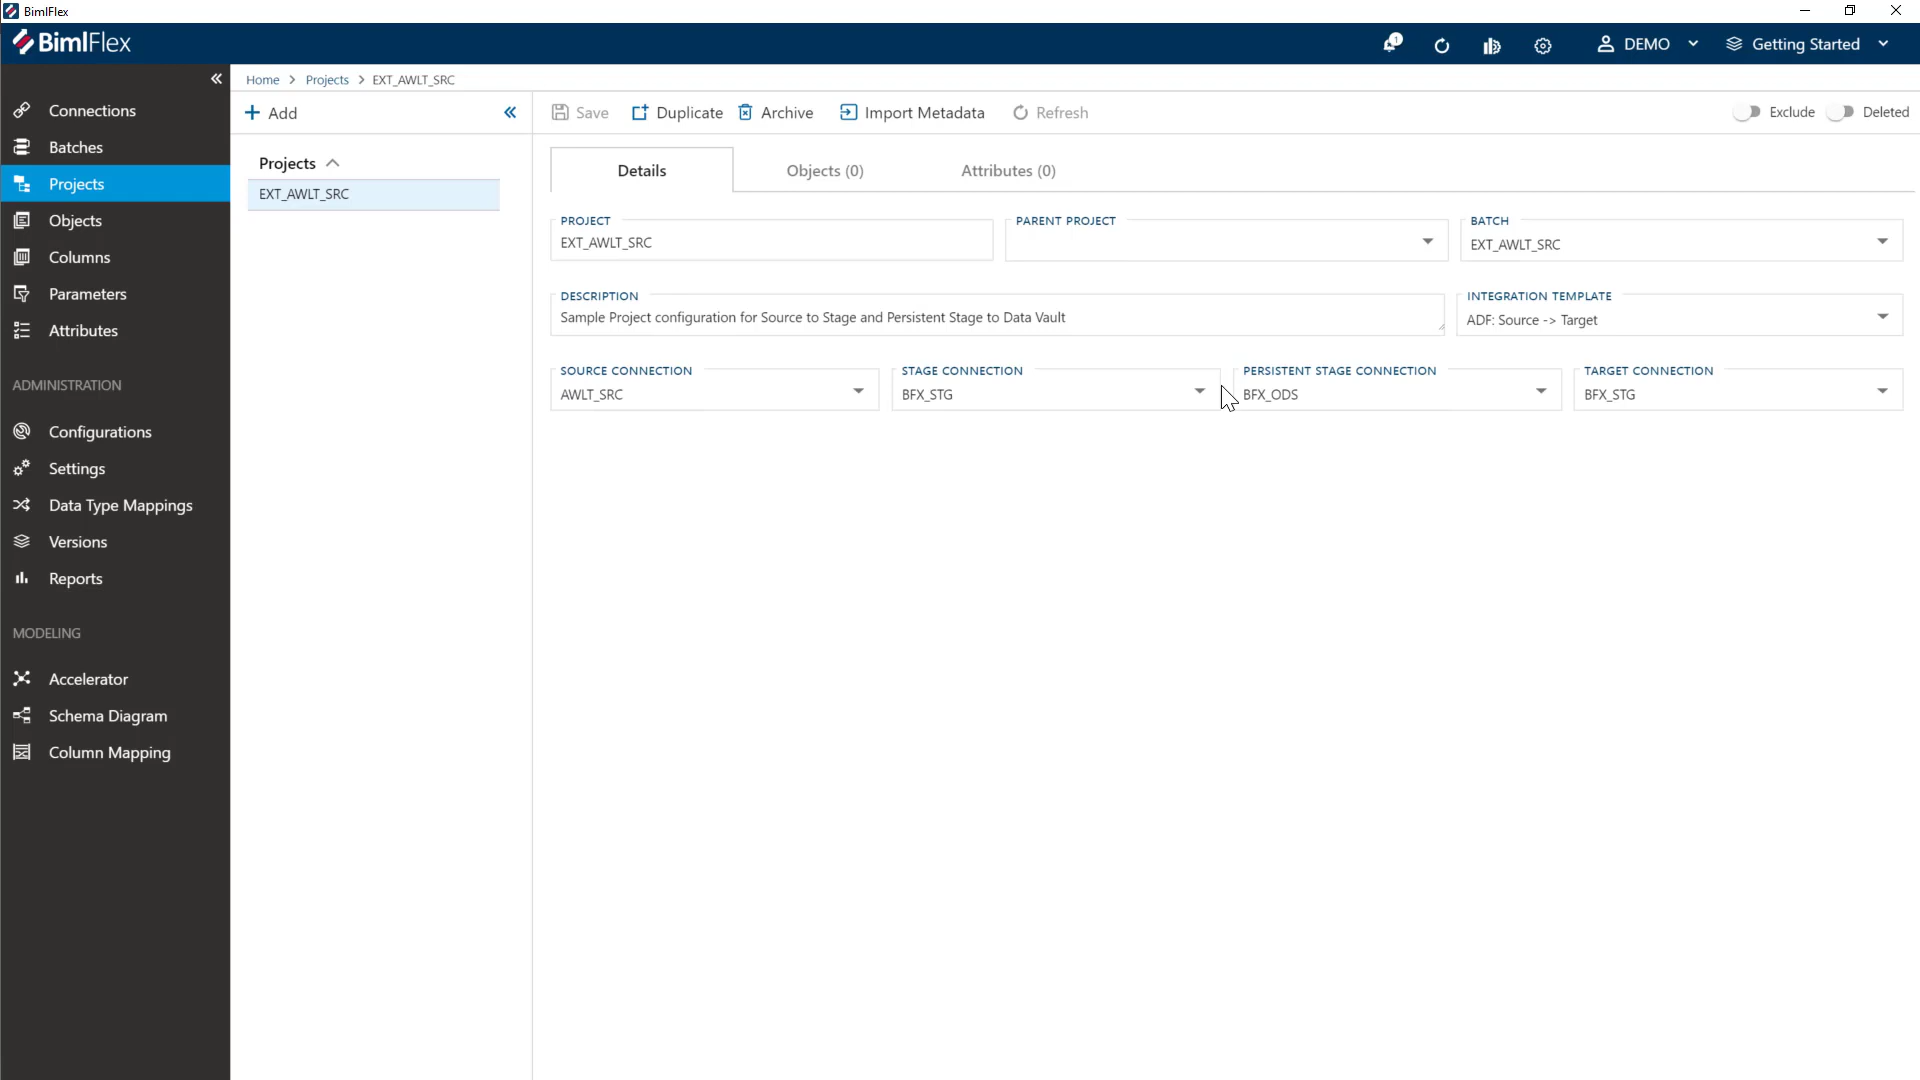 BimlFlex
BimlFlex
1
DEMO
Getting Started
Home > Projects > EXT_AWLT_SRC
Connections
Batches
Projects
Objects
Columns
Parameters
Attributes
ADMINISTRATION
Configurations
Settings
Data Type Mappings
Versions
Reports
MODELING
Accelerator
Schema Diagram
Column Mapping
Add
Projects
EXT_AWLT_SRC
Save Duplicate Archive Import Metadata Refresh Exclude Deleted
Details Objects (0) Attributes (0)
PROJECT
EXT_AWLT_SRC
PARENT PROJECT
BATCH
EXT_AWLT_SRC
DESCRIPTION
Sample Project configuration for Source to Stage and Persistent Stage to Data Vault
INTEGRATION TEMPLATE
ADF: Source -> Target
SOURCE CONNECTION
AWLT_SRC
STAGE CONNECTION
BFX_STG
PERSISTENT STAGE CONNECTION
BFX_ODS
TARGET CONNECTION
BFX_STG